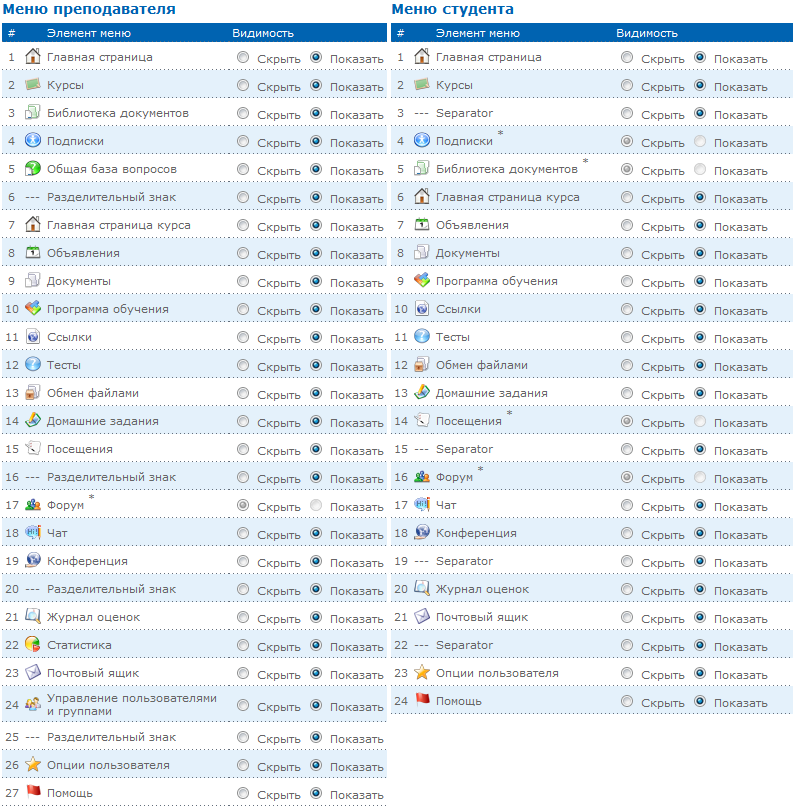 Меню преподавателя
# Элемент меню Видимость
1 Главная страница Скрыть Показать
2 Курсы Скрыть Показать
3 Библиотека документов Скрыть Показать
4 Подписки Скрыть Показать
5 Общая база вопросов Скрыть Показать
6 --- Разделительный знак Скрыть Показать
7 Главная страница курса Скрыть Показать
8 Объявления Скрыть Показать
9 Документы Скрыть Показать
10 Программа обучения Скрыть Показать
11 Ссылки Скрыть Показать
12 Тесты Скрыть Показать
13 Обмен файлами Скрыть Показать
14 Домашние задания Скрыть Показать
15 Посещения Скрыть Показать
16 --- Разделительный знак Скрыть Показать
17 Форум * Скрыть Показать
18 Чат Скрыть Показать
19 Конференция Скрыть Показать
20 --- Разделительный знак Скрыть Показать
21 Журнал оценок Скрыть Показать
22 Статистика Скрыть Показать
23 Почтовый ящик Скрыть Показать
24 Управление пользователями
и группами Скрыть Показать
25 --- Разделительный знак Скрыть Показать
26 Опции пользователя Скрыть Показать
27 Помощь Скрыть Показать
Меню студента
# Элемент меню Видимость
1 Главная страница Скрыть Показать
2 Курсы Скрыть Показать
3 --- Separator Скрыть Показать
4 Подписки * Скрыть Показать
5 Библиотека документов * Скрыть Показать
6 Главная страница курса Скрыть Показать
7 Объявления Скрыть Показать
8 Документы Скрыть Показать
9 Программа обучения Скрыть Показать
10 Ссылки Скрыть Показать
11 Тесты Скрыть Показать
12 Обмен файлами Скрыть Показать
13 Домашние задания Скрыть Показать
14 Посещения * Скрыть Показать
15 --- Separator Скрыть Показать
16 Форум * Скрыть Показать
17 Чат Скрыть Показать
18 Конференция Скрыть Показать
19 --- Separator Скрыть Показать
20 Журнал оценок Скрыть Показать
21 Почтовый ящик Скрыть Показать
22 --- Separator Скрыть Показать
23 Опции пользователя Скрыть Показать
24 Помощь Скрыть Показать